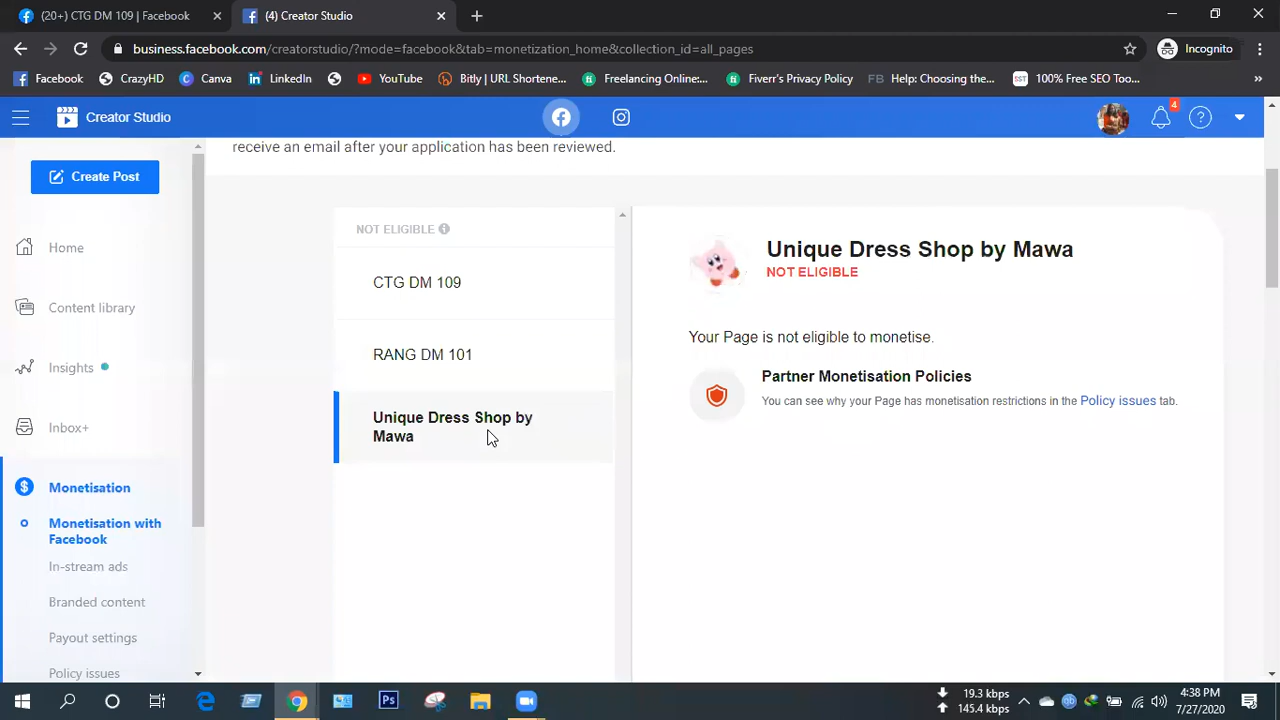 (20+) CTG DM 109 | Facebook
(4) Creator Studio
business.facebook.com/creatorstudio/?mode=facebook&tab=monetization_home&collection_id=all_pages
Incognito
Facebook
CrazyHD
Canva
LinkedIn
YouTube
Bitly | URL Shortene...
Freelancing Online:...
Fiverr's Privacy Policy
FB Help: Choosing the...
SST 100% Free SEO Too...
Creator Studio
4
receive an email after your application has been reviewed.
Create Post
Home
Content library
Insights
Inbox+
Monetisation
Monetisation with
Facebook
In-stream ads
Branded content
Payout settings
Policy issues
NOT ELIGIBLE
CTG DM 109
RANG DM 101
Unique Dress Shop by
Mawa
Unique Dress Shop by Mawa
NOT ELIGIBLE
Your Page is not eligible to monetise.
Partner Monetisation Policies
You can see why your Page has monetisation restrictions in the Policy issues tab.
Ps
19.3 kbps
145.4 kbps
4:38 PM
7/27/2020